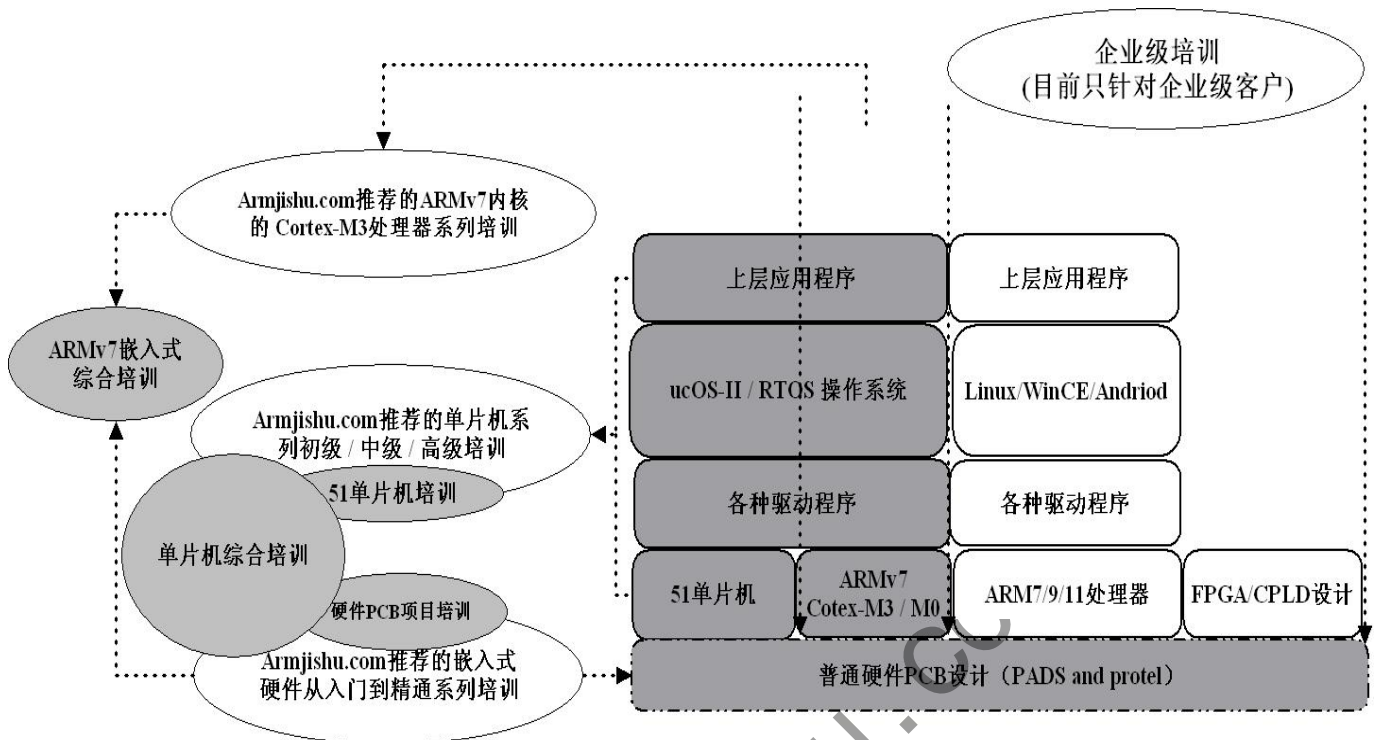 企业级培训
(目前只针对企业级客户)
Armjishu.com推荐的ARMv7内核
的 Cortex-M3处理器系列培训
上层应用程序
上层应用程序
ARMv7嵌入式
综合培训
ucOS-II / RTOS 操作系统
Linux/WinCE/Andriod
Armjishu.com推荐的单片机系
列初级 / 中级 / 高级培训
51单片机培训
各种驱动程序
各种驱动程序
单片机综合培训
51单片机
ARMv7
Cotex-M3 / M0
ARM7/9/11处理器
FPGA/CPLD设计
硬件PCB项目培训
Armjishu.com推荐的嵌入式
硬件从入门到精通系列培训
普通硬件PCB设计（PADS and protel）